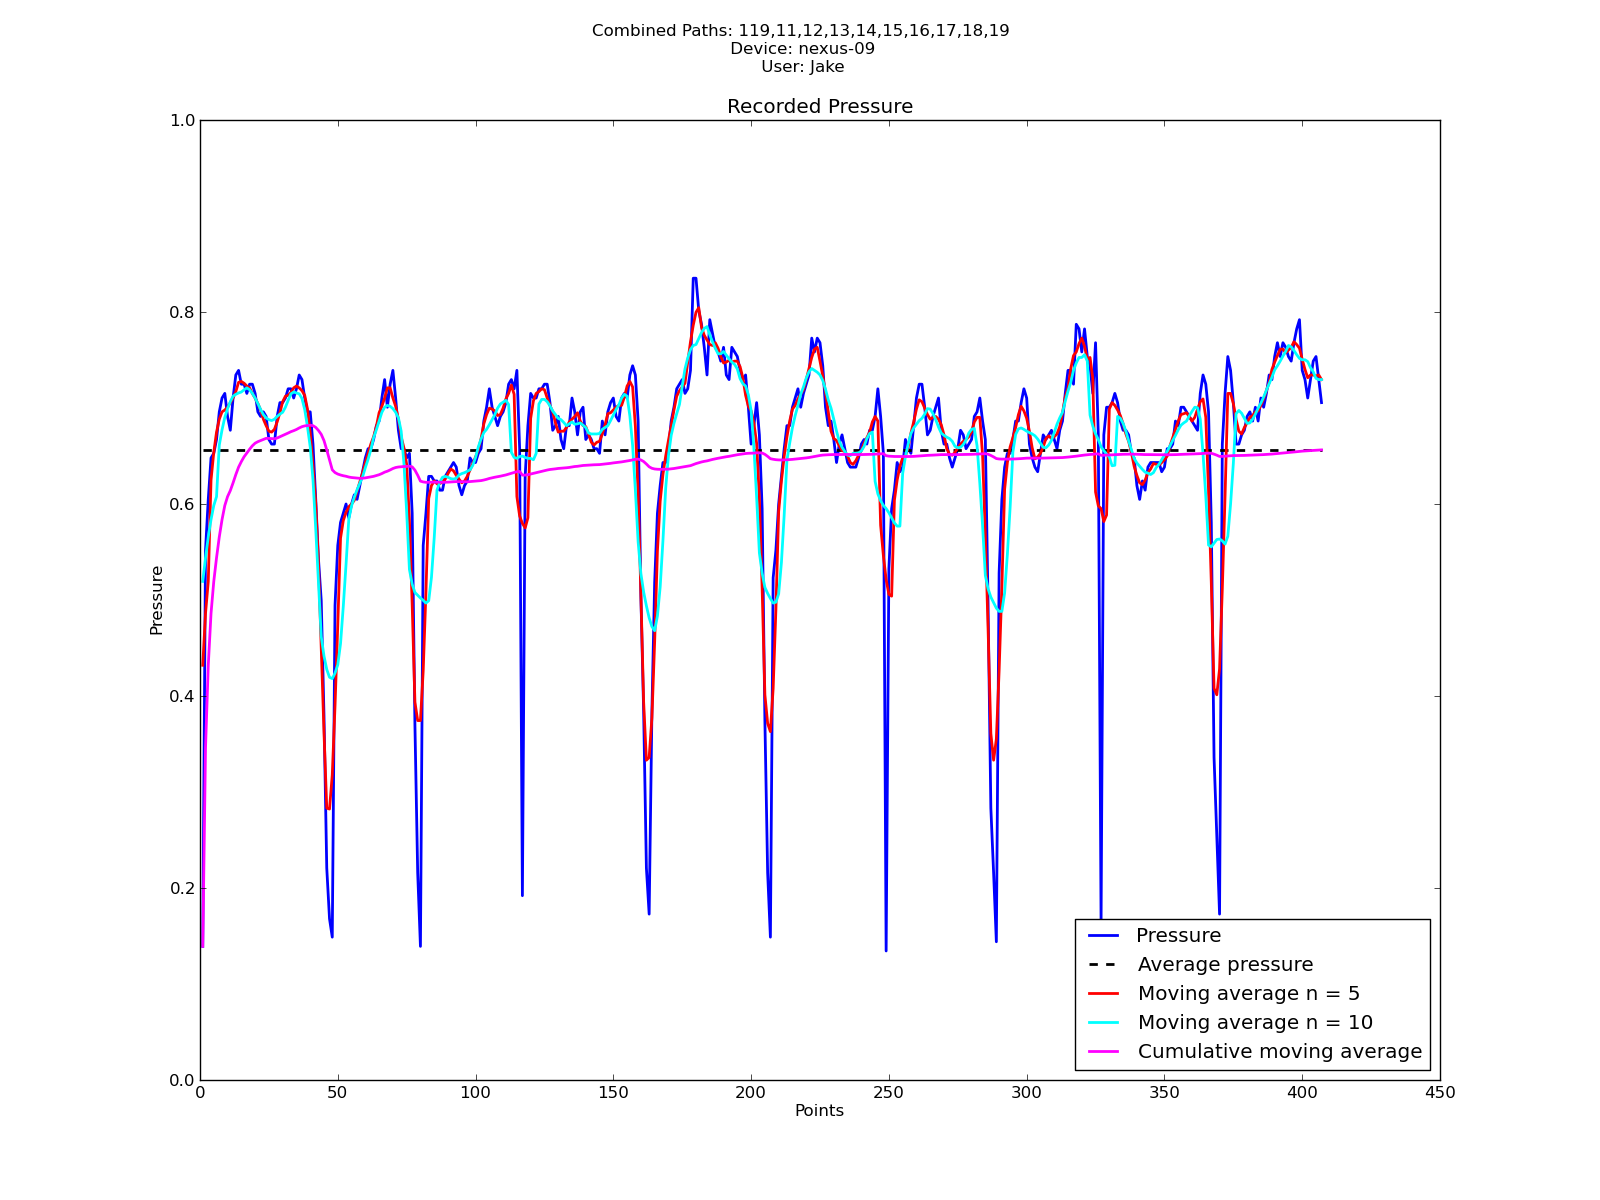 Combined Paths: 119,11,12,13,14,15,16,17,18,19
Device: nexus-09
User: Jake
Recorded Pressure
1.0
0.8
0.6
0.4
0.2
0.0
Pressure
0 50 100 150 200 250 300 350 400 450
Points
Pressure
Average pressure
Moving average n = 5
Moving average n = 10
Cumulative moving average